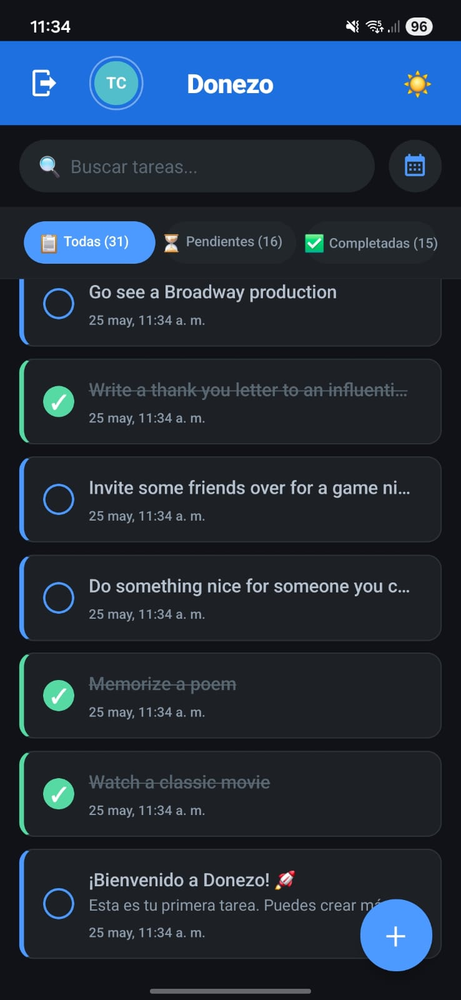 11:34
5
96
TC
Donezo
Buscar tareas...
Todas (31)
Pendientes (16)
Completadas (15)
Go see a Broadway production
25 may, 11:34 a. m.
Write a thank you letter to an influenti...
25 may, 11:34 a. m.
Invite some friends over for a game ni...
25 may, 11:34 a. m.
Do something nice for someone you c...
25 may, 11:34 a. m.
Memorize a poem
25 may, 11:34 a. m.
Watch a classic movie
25 may, 11:34 a. m.
¡Bienvenido a Donezo! 🚀
Esta es tu primera tarea. Puedes crear
25 may, 11:34 a. m.
+